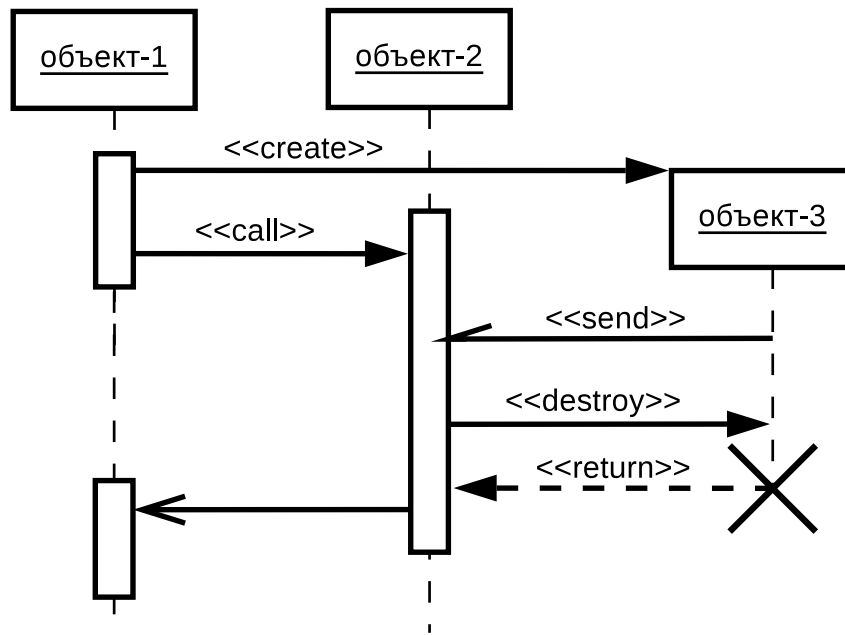 объект-1
объект-2
<<create>>
объект-3
<<call>>
<<send>>
<<destroy>>
<<return>>